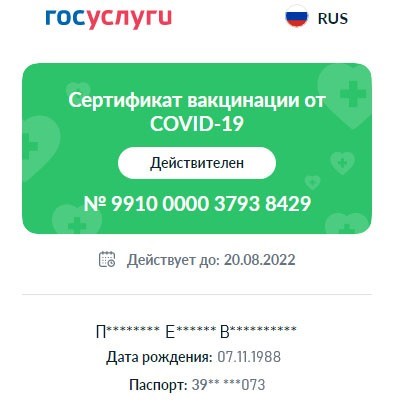 госуслуги
RUS
Сертификат вакцинации от
COVID-19
Действителен
№ 9910 0000 3793 8429
Действует до: 20.08.2022
П******** Е****** В**********
Дата рождения: 07.11.1988
Паспорт: 39** ***073